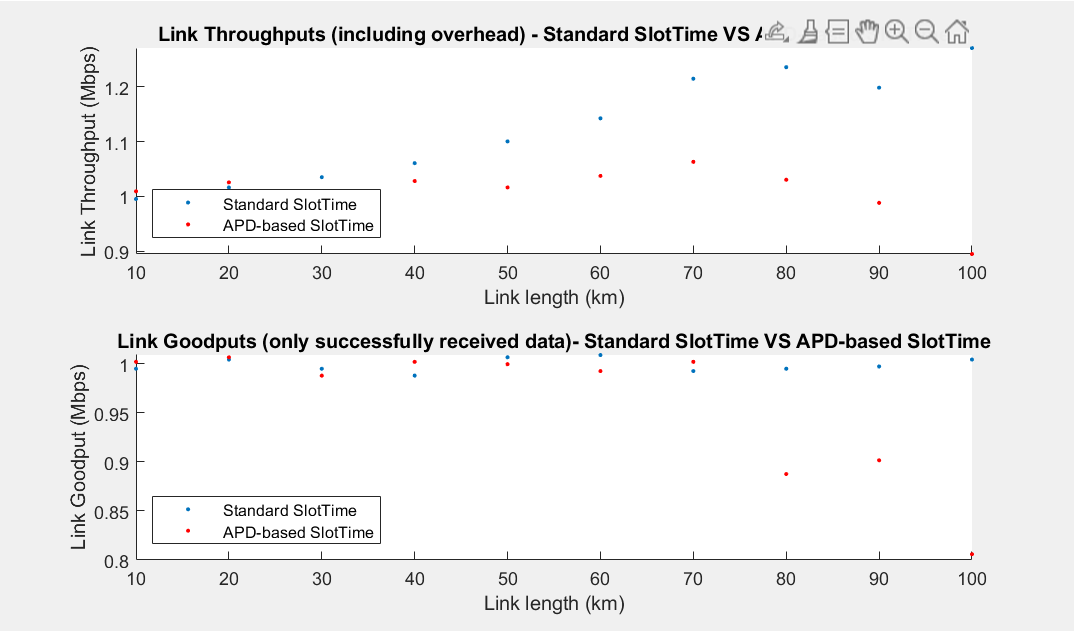 Link Throughputs (including overhead) - Standard SlotTime VS
Link Throughput (Mbps)
1.2
1.1
1
0.9
Standard SlotTime
APD-based SlotTime
10 20 30 40 50 60 70 80 90 100
Link length (km)
Link Goodputs (only successfully received data)- Standard SlotTime VS APD-based SlotTime
Link Goodput (Mbps)
1
0.95
0.9
0.85
0.8
Standard SlotTime
APD-based SlotTime
10 20 30 40 50 60 70 80 90 100
Link length (km)